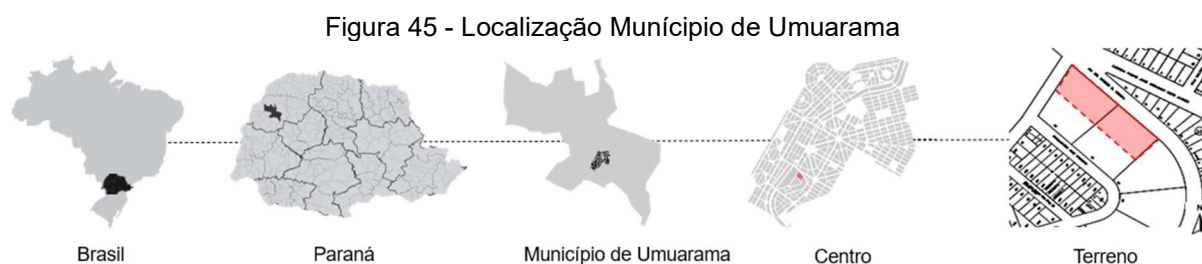 Figura 45 - Localização Munícipio de Umuarama
Brasil
Paraná
Município de Umuarama
Centro
Terreno